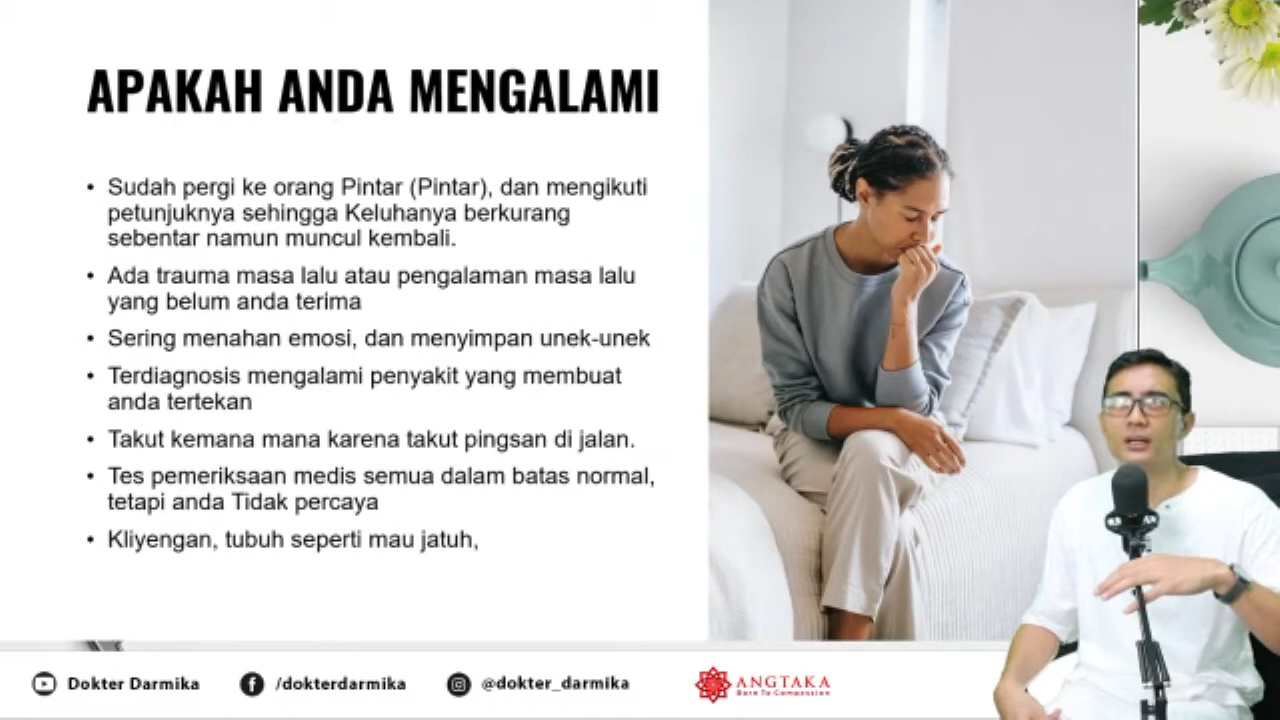 APAKAH ANDA MENGALAMI
• Sudah pergi ke orang Pintar (Pintar), dan mengikuti
petunjuknya sehingga Keluhanya berkurang
sebentar namun muncul kembali.
• Ada trauma masa lalu atau pengalaman masa lalu
yang belum anda terima
• Sering menahan emosi, dan menyimpan unek-unek
• Terdiagnosis mengalami penyakit yang membuat
anda tertekan
• Takut kemana mana karena takut pingsan di jalan.
• Tes pemeriksaan medis semua dalam batas normal,
tetapi anda Tidak percaya
• Kliyengan, tubuh seperti mau jatuh,
Dokter Darmika
/dokterdarmika
@dokter_darmika
ANGTAKA
Born To Compassion